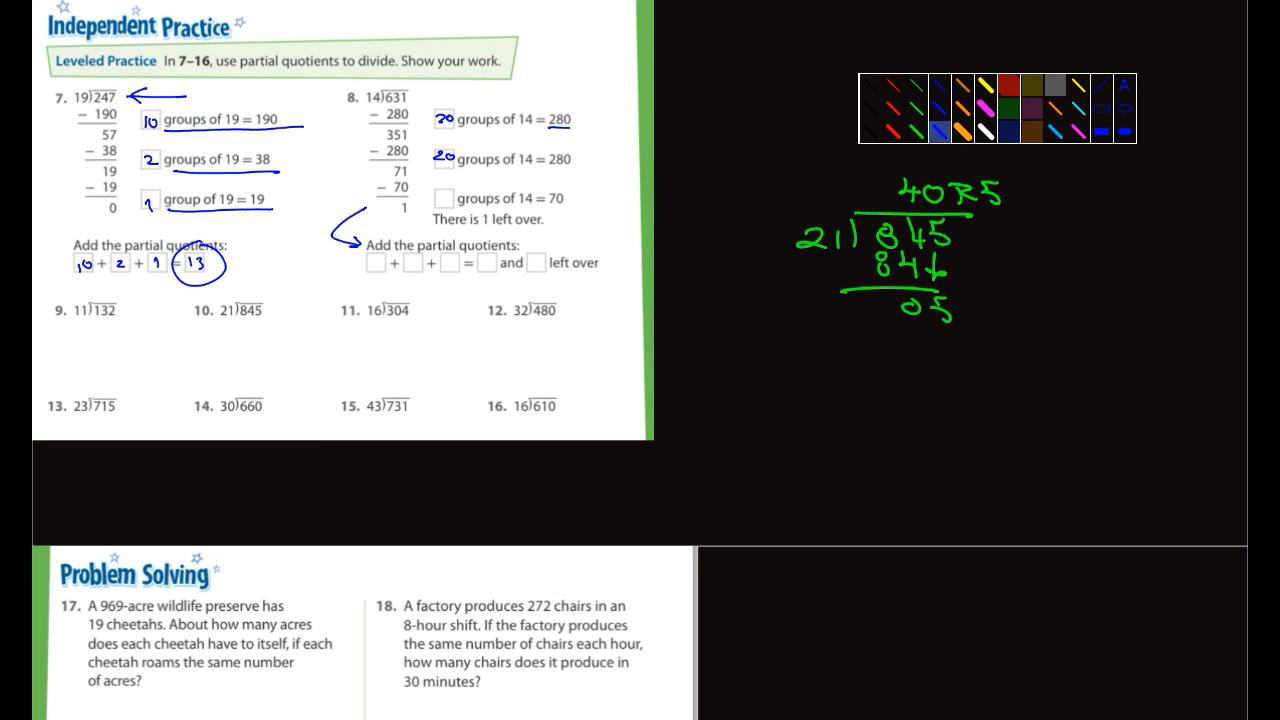 Independent Practice
Leveled Practice In 7–16, use partial quotients to divide. Show your work.
7. 19)247
− 190
10 groups of 19 = 190
57
− 38
2 groups of 19 = 38
19
− 19
1 group of 19 = 19
0
Add the partial quotients:
10 + 2 + 1 = 13
8. 14)631
− 280
20 groups of 14 = 280
351
− 280
20 groups of 14 = 280
71
− 70
groups of 14 = 70
1
There is 1 left over.
Add the partial quotients:
+ + = and left over
40R5
21)845
84
05
9. 11)132 10. 21)845 11. 16)304 12. 32)480
13. 23)715 14. 30)660 15. 43)731 16. 16)610
A
Problem Solving
17. A 969-acre wildlife preserve has
19 cheetahs. About how many acres
does each cheetah have to itself, if each
cheetah roams the same number
of acres?
18. A factory produces 272 chairs in an
8-hour shift. If the factory produces
the same number of chairs each hour,
how many chairs does it produce in
30 minutes?